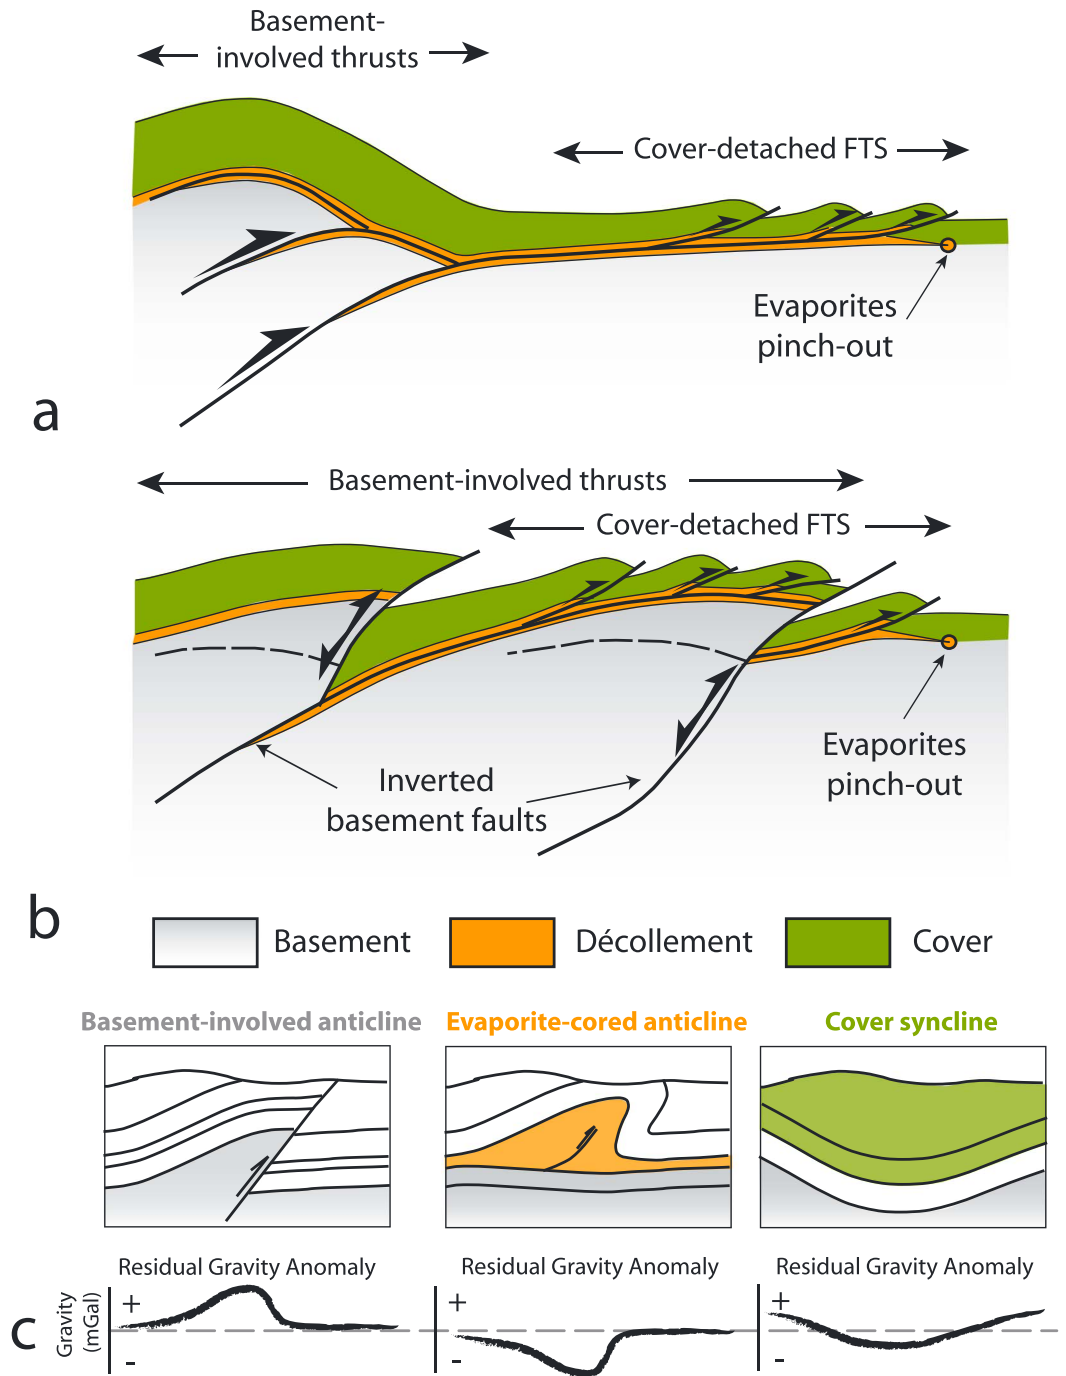 Basement-
involved thrusts
Cover-detached FTS
Evaporites
pinch-out
a
Basement-involved thrusts
Cover-detached FTS
Evaporites
pinch-out
Inverted
basement faults
b
Basement
Décollement
Cover
Basement-involved anticline
Evaporite-cored anticline
Cover syncline
Residual Gravity Anomaly
Residual Gravity Anomaly
Residual Gravity Anomaly
c
Gravity
(mGal)
+
-
+
-
+
-